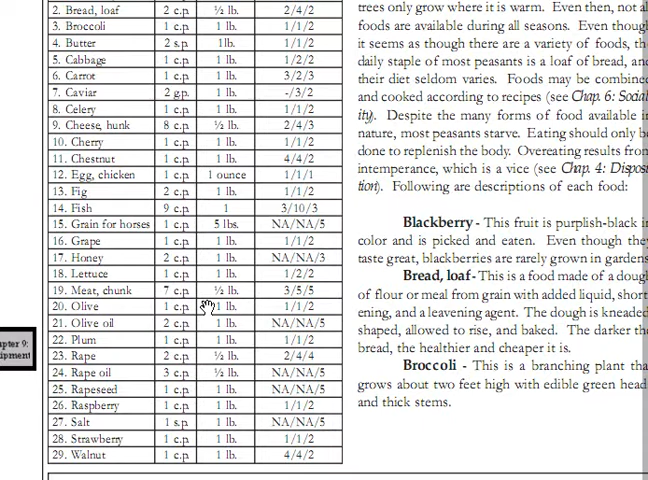 2. Bread, loaf 2 c.p. ½ lb. 2/4/2
3. Broccoli 1 c.p. 1 lb. 1/1/2
4. Butter 2 s.p. 1lb. 1/1/2
5. Cabbage 1 c.p. 1 lb. 1/2/2
6. Carrot 1 c.p. 1 lb. 3/2/3
7. Caviar 2 g.p. 1 lb. -/3/2
8. Celery 1 c.p. 1 lb. 1/1/2
9. Cheese, hunk 8 c.p. ½ lb. 2/4/3
10. Cherry 1 c.p. 1 lb. 1/1/2
11. Chestnut 1 c.p. 1 lb. 4/4/2
12. Egg, chicken 1 c.p. 1 ounce 1/1/1
13. Fig 2 c.p. 1 lb. 1/1/2
14. Fish 9 c.p. 1 3/10/3
15. Grain for horses 1 c.p. 5 lbs. NA/NA/5
16. Grape 1 c.p. 1 lb. 1/1/2
17. Honey 2 c.p. 1 lb. NA/NA/3
18. Lettuce 1 c.p. 1 lb. 1/2/2
19. Meat, chunk 7 c.p. ½ lb. 3/5/5
20. Olive 1 c.p. 1 lb. 1/1/2
21. Olive oil 2 c.p. 1 lb. NA/NA/5
22. Plum 1 c.p. 1 lb. 1/1/2
23. Rape 2 c.p. ½ lb. 2/4/4
24. Rape oil 3 c.p. ½ lb. NA/NA/5
25. Rapeseed 1 c.p. 1 lb. NA/NA/5
26. Raspberry 1 c.p. 1 lb. 1/1/2
27. Salt 1 s.p. 1 lb. NA/NA/5
28. Strawberry 1 c.p. 1 lb. 1/1/2
29. Walnut 1 c.p. 1 lb. 4/4/2
trees only grow where it is warm. Even then, not al
foods are available during all seasons. Even though
it seems as though there are a variety of foods, th
daily staple of most peasants is a loaf of bread, an
their diet seldom varies. Foods may be combine
and cooked according to recipes (see Chap. 6: Social
ity). Despite the many forms of food available i
nature, most peasants starve. Eating should only b
done to replenish the body. Overeating results from
intemperance, which is a vice (see Chap. 4: Disposi
tion). Following are descriptions of each food:
Blackberry - This fruit is purplish-black i
color and is picked and eaten. Even though they
taste great, blackberries are rarely grown in gardens
Bread, loaf - This is a food made of a dough
of flour or meal from grain with added liquid, short
ening, and a leavening agent. The dough is kneaded
shaped, allowed to rise, and baked. The darker th
bread, the healthier and cheaper it is.
Broccoli - This is a branching plant tha
grows about two feet high with edible green head
and thick stems.
pter 9:
ipment